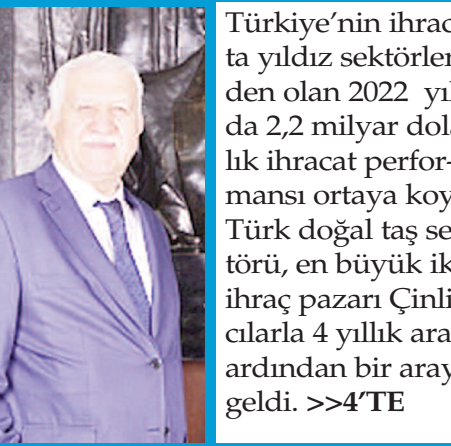 Türkiye’nin ihrac
ta yıldız sektörler
den olan 2022 yıl
da 2,2 milyar dola
lık ihracat perfor-
mansı ortaya koy
Türk doğal taş se
törü, en büyük ik
ihraç pazarı Çinli
cılarla 4 yıllık ara
ardından bir aray
geldi. >>4’TE